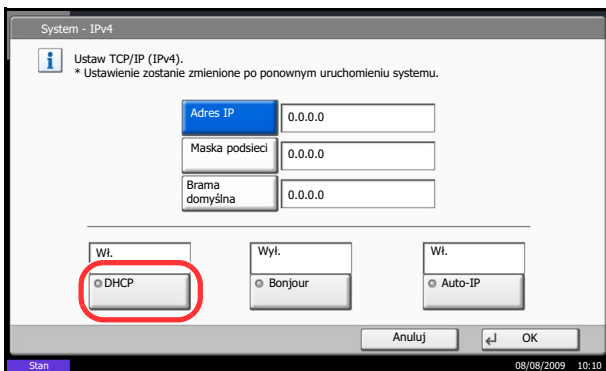 System - IPv4
Ustaw TCP/IP (IPv4).
* Ustawienie zostanie zmienione po ponownym uruchomieniu systemu.
Adres IP
0.0.0.0
Maska podsieci
0.0.0.0
Brama
domyślna
0.0.0.0
Wł.
Wył.
Wł.
DHCP
Bonjour
Auto-IP
Anuluj
OK
Stan
08/08/2009 10:10